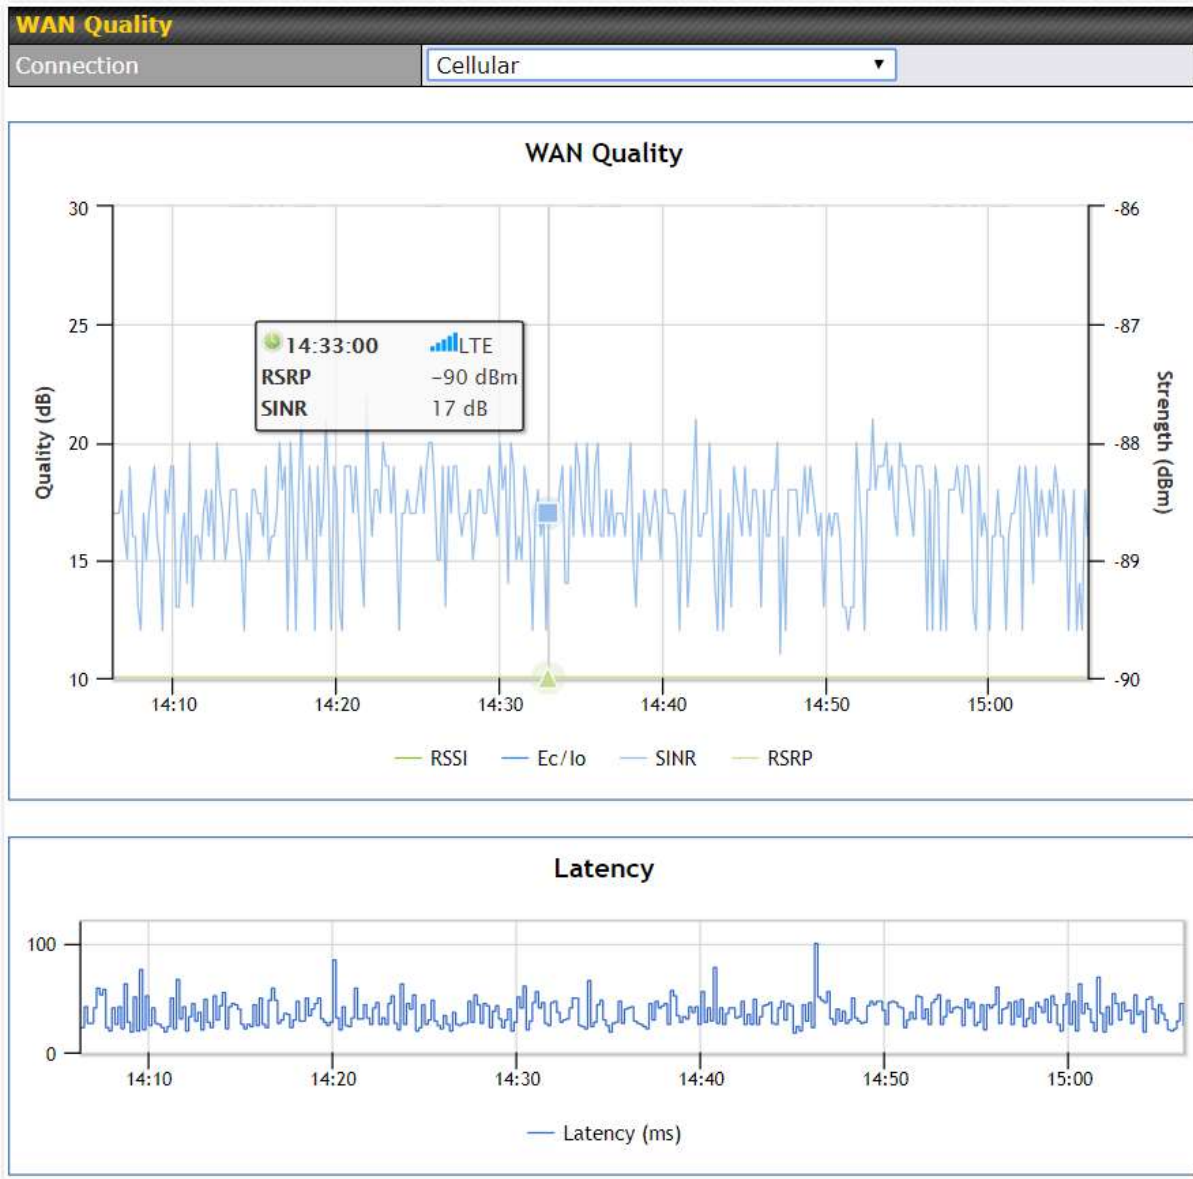 WAN Quality
Connection Cellular
WAN Quality
30 -86
25 -87
14:33:00 LTE
RSRP -90 dBm
SINR 17 dB
Quality (dB)
Strength (dBm)
20 -88
15 -89
10 -90
14:10 14:20 14:30 14:40 14:50 15:00
RSSI Ec/Io SINR RSRP
Latency
100
0
14:10 14:20 14:30 14:40 14:50 15:00
Latency (ms)